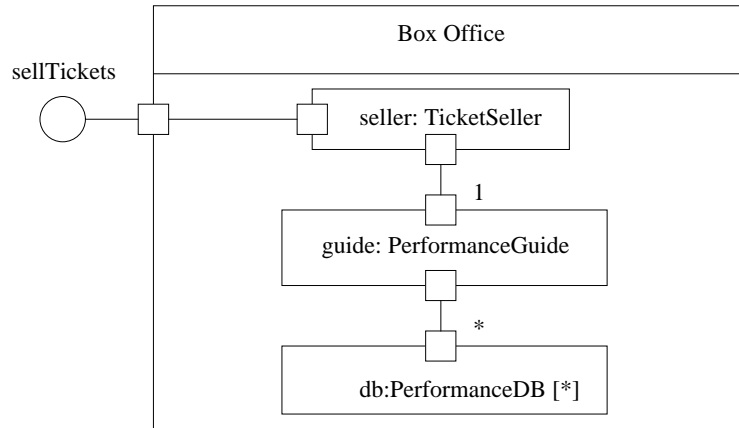 Box Office
sellTickets
seller: TicketSeller
1
guide: PerformanceGuide
*
db:PerformanceDB [*]